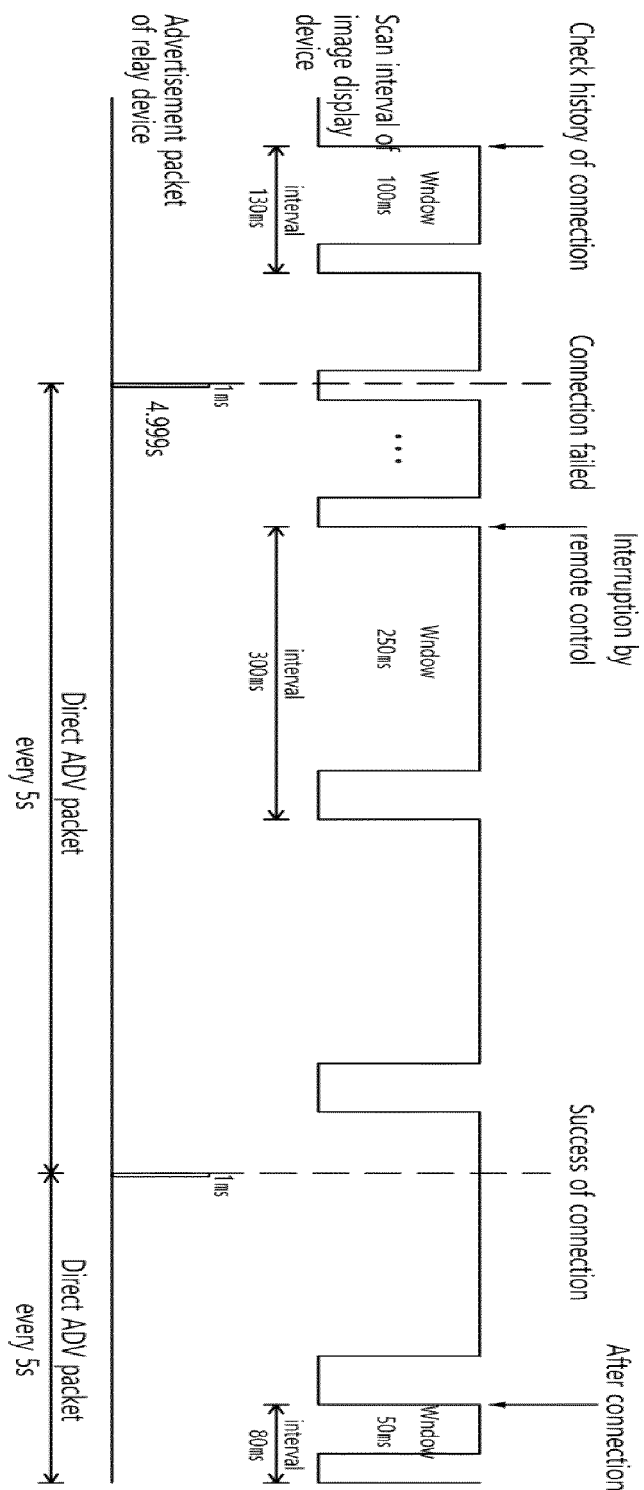 Check history of connection
Connection failed
Interruption by
remote control
Success of connection
After connection
Scan interval of
image display
device
Wndow
100ms
interval
130ms
...
Wndow
250ms
interval
300ms
Wndow
50ms
interval
80ms
Advertisement packet
of relay device
1ms
4.999s
1ms
Direct ADV packet
every 5s
Direct ADV packet
every 5s